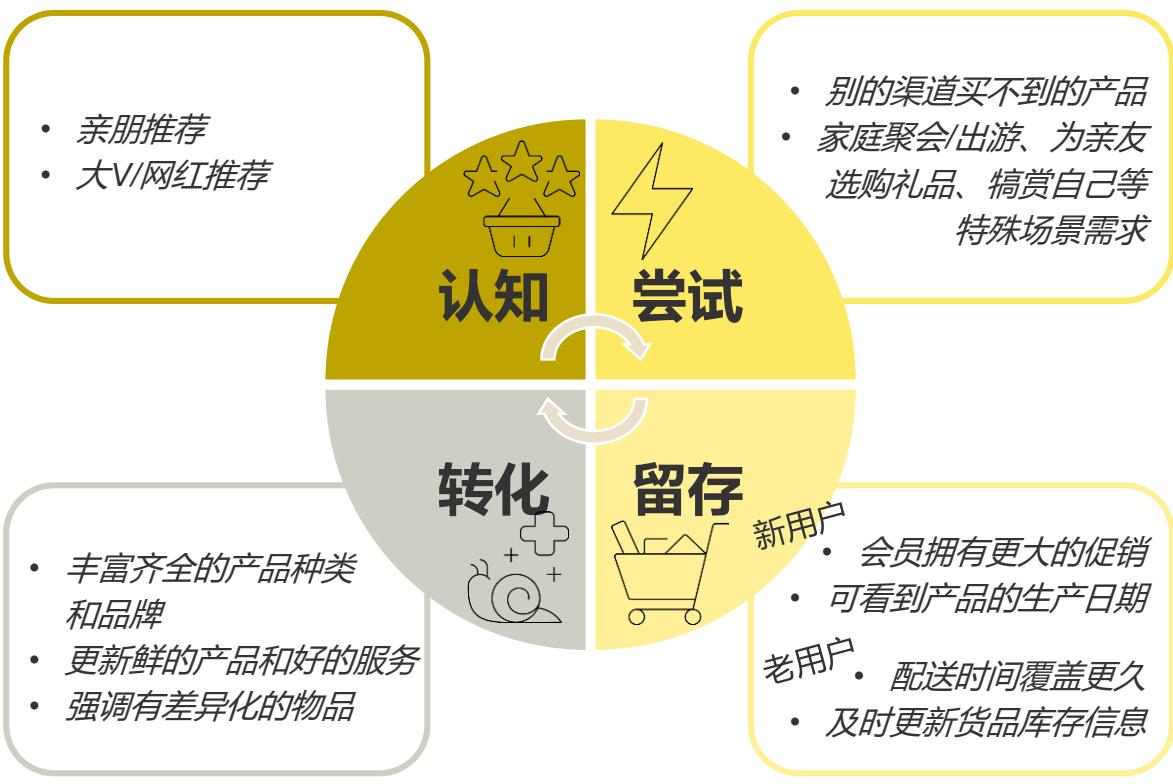 亲朋推荐
大V/网红推荐
别的渠道买不到的产品
家庭聚会/出游、为亲友
选购礼品、犒赏自己等
特殊场景需求
认知
尝试
转化
留存
丰富齐全的产品种类
和品牌
更新鲜的产品和好的服务
强调有差异化的物品
新用户
会员拥有更大的促销
可看到产品的生产日期
老用户
配送时间覆盖更久
及时更新货品库存信息